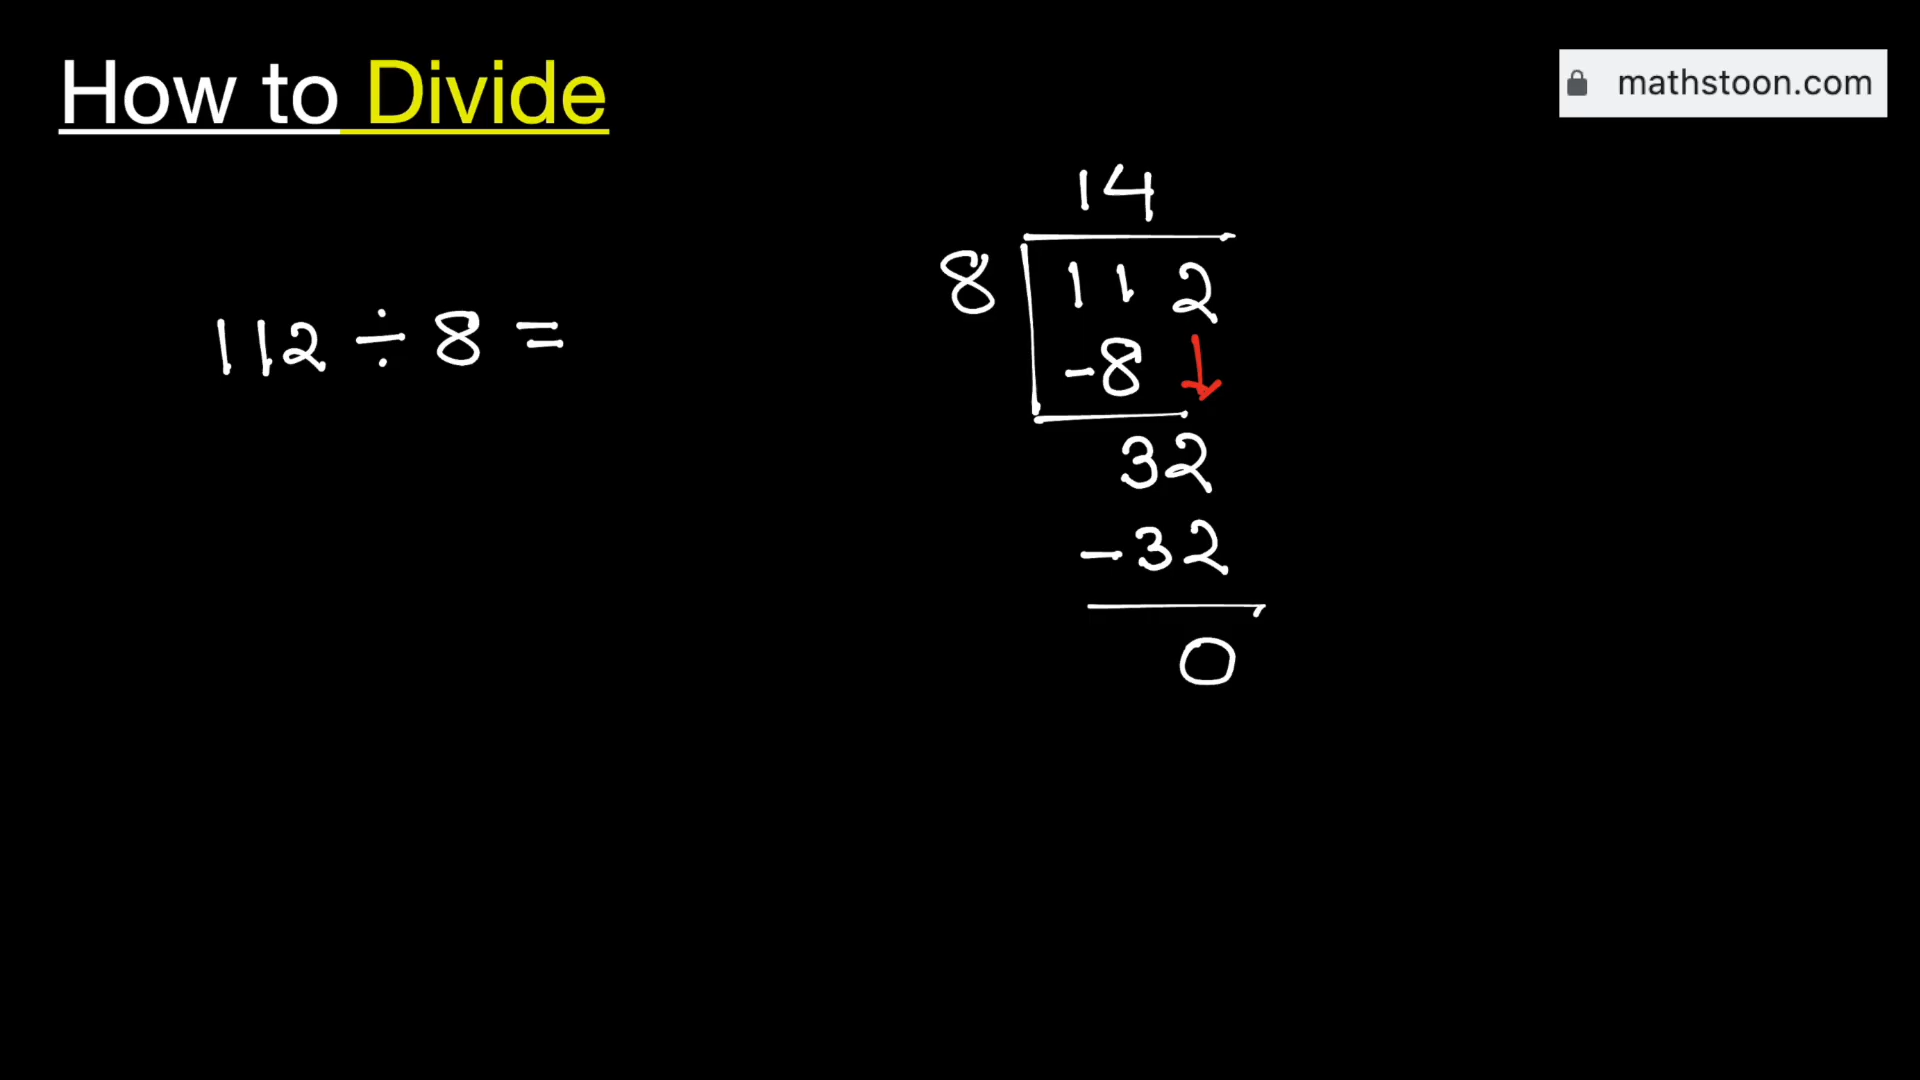 How to Divide
mathstoon.com
112 ÷ 8 =
14
8 112
-8
32
-32
0